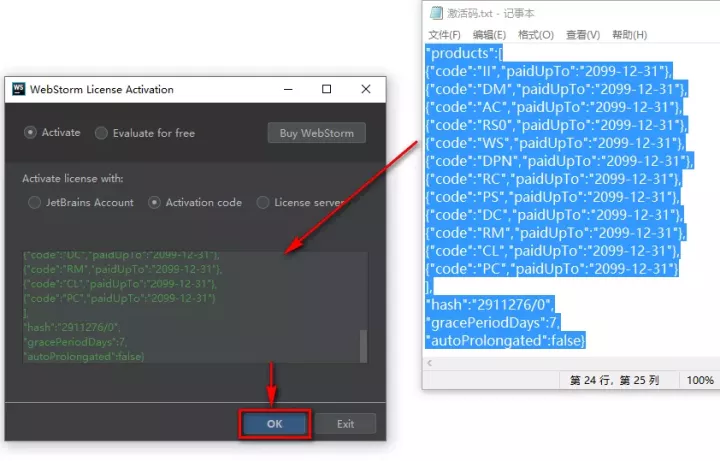 激活码.txt - 记事本
文件(F) 编辑(E) 格式(O) 查看(V) 帮助(H)
"products":[
{"code":"II","paidUpTo":"2099-12-31"},
{"code":"DM","paidUpTo":"2099-12-31"},
{"code":"AC","paidUpTo":"2099-12-31"},
{"code":"RS0","paidUpTo":"2099-12-31"},
{"code":"WS","paidUpTo":"2099-12-31"},
{"code":"DPN","paidUpTo":"2099-12-31"},
{"code":"RC","paidUpTo":"2099-12-31"},
{"code":"PS","paidUpTo":"2099-12-31"},
{"code":"DC","paidUpTo":"2099-12-31"},
{"code":"RM","paidUpTo":"2099-12-31"},
{"code":"CL","paidUpTo":"2099-12-31"},
{"code":"PC","paidUpTo":"2099-12-31"}
],
"hash":"2911276/0",
"gracePeriodDays":7,
"autoProlongated":false}
第 24 行，第 25 列 100%
WS WebStorm License Activation
Activate Evaluate for free Buy WebStorm
Activate license with:
JetBrains Account Activation code License server
{"code":"DC","paidUpTo":"2099-12-31"},
{"code":"RM","paidUpTo":"2099-12-31"},
{"code":"CL","paidUpTo":"2099-12-31"},
{"code":"PC","paidUpTo":"2099-12-31"}
],
"hash":"2911276/0",
"gracePeriodDays":7,
"autoProlongated":false}
OK Exit